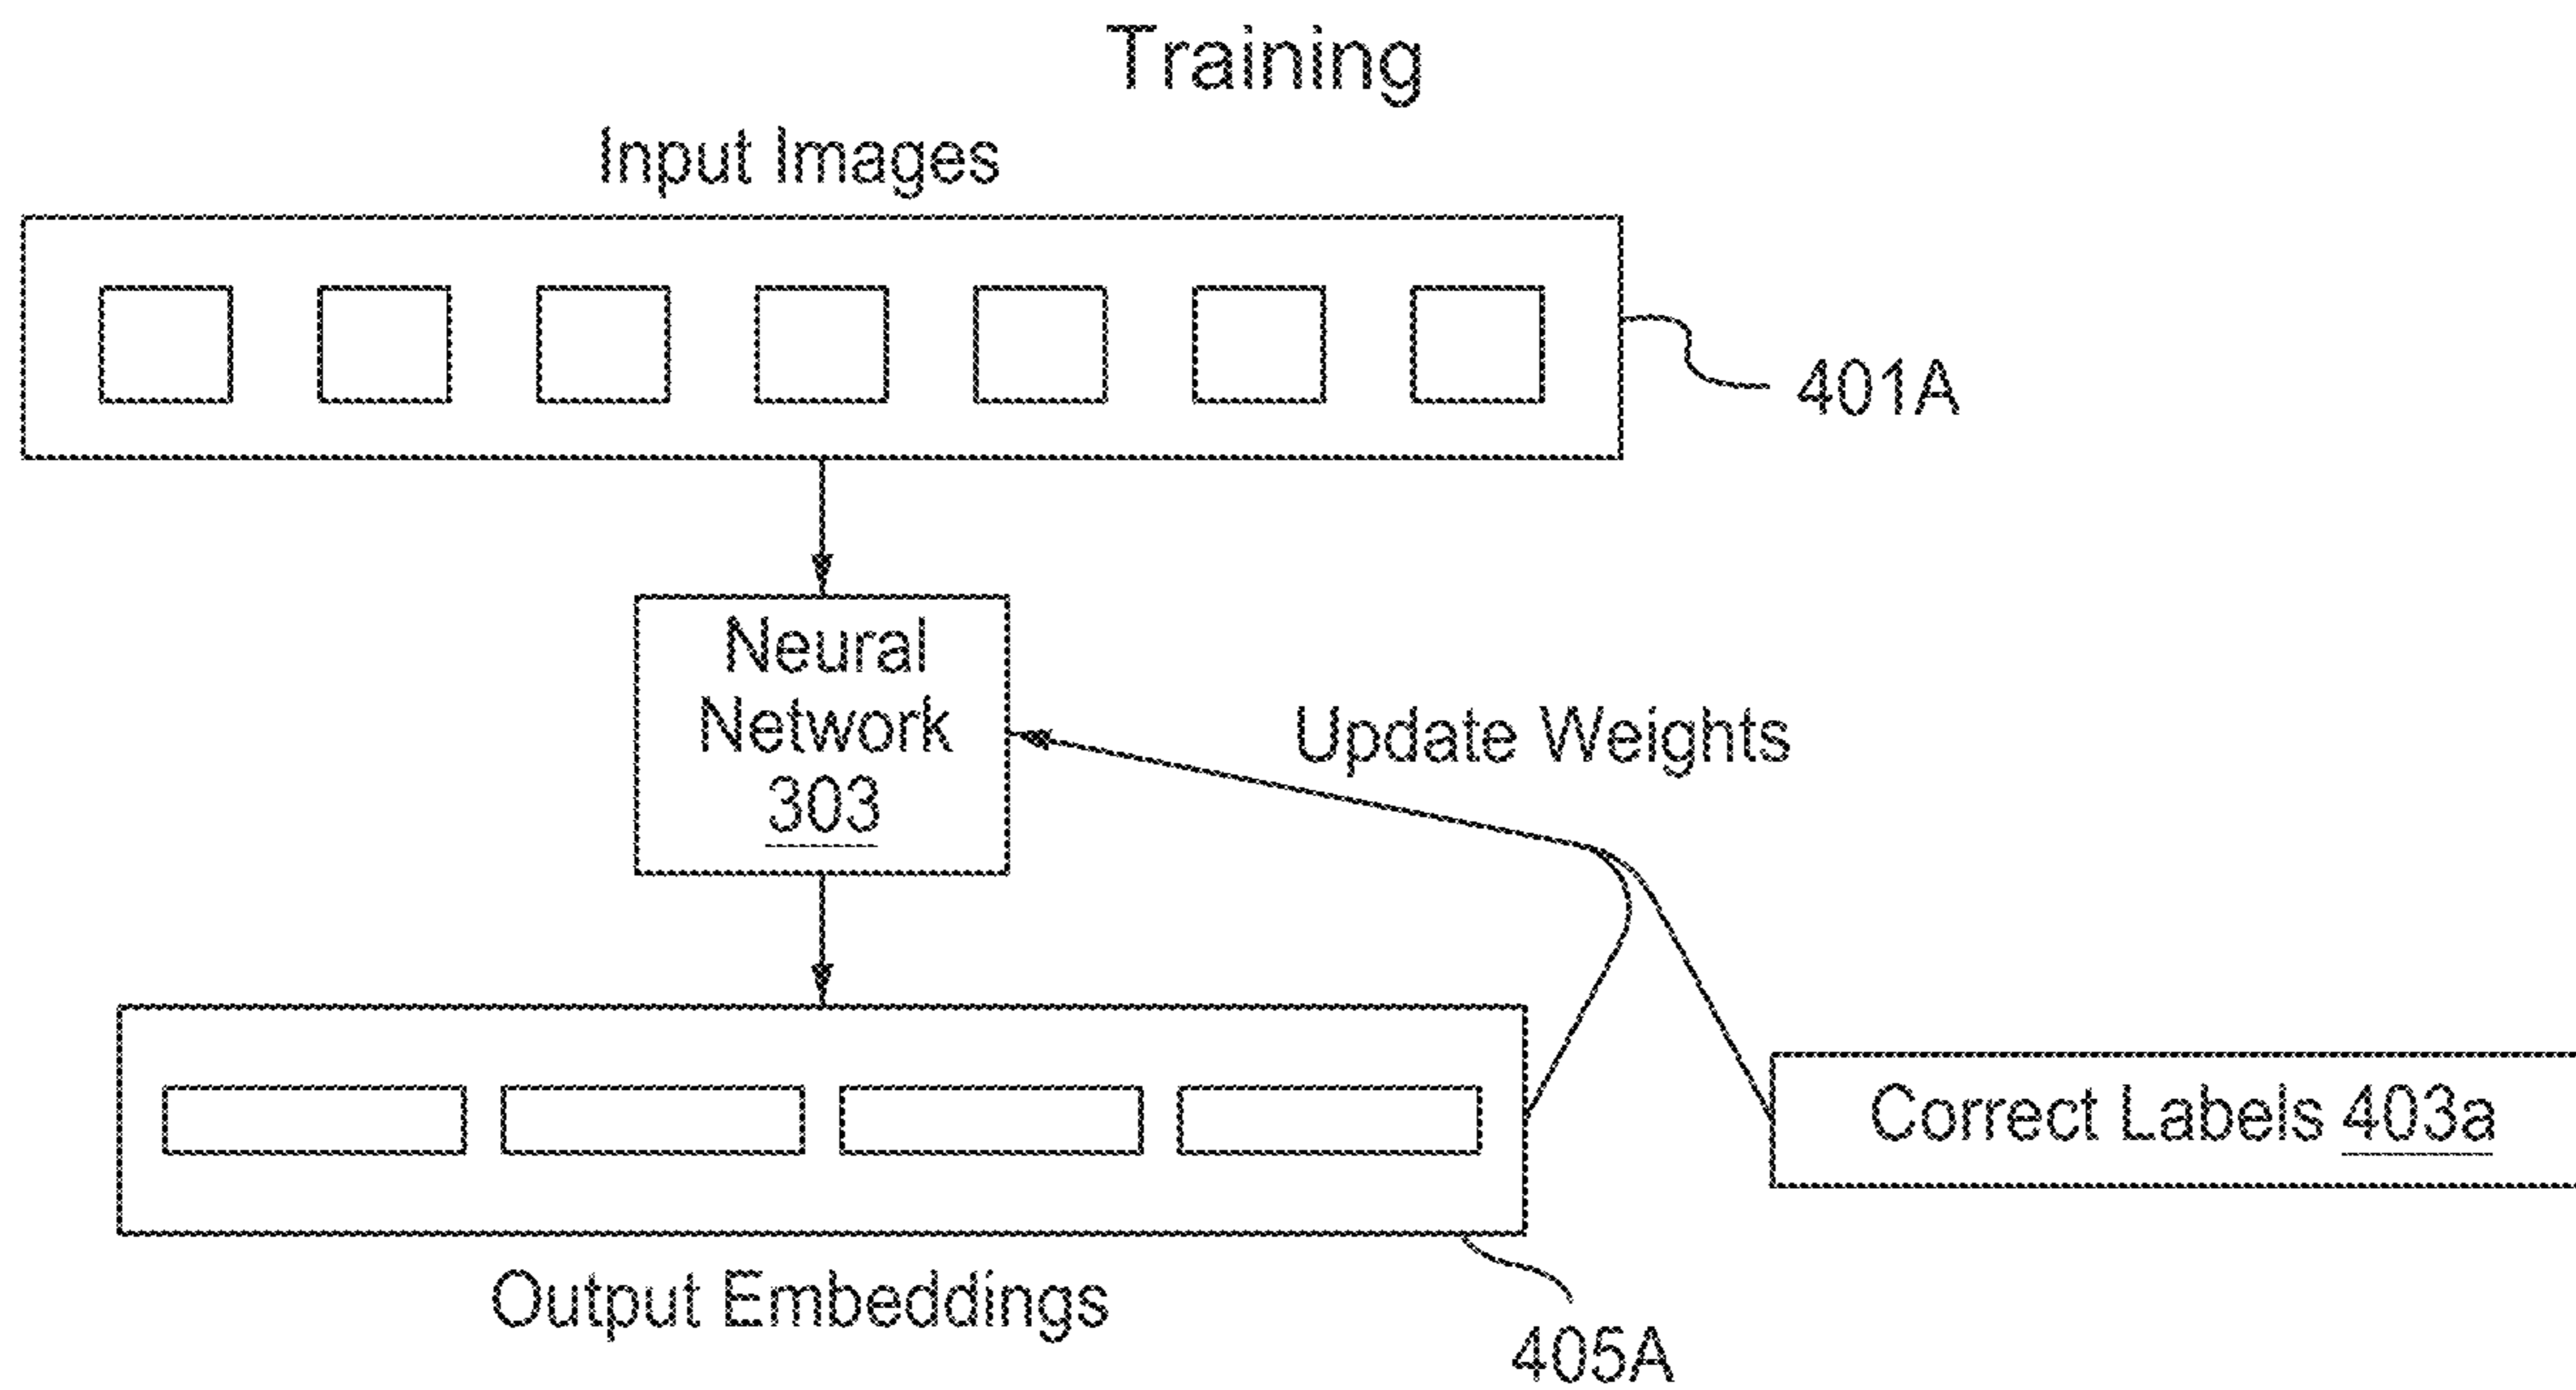 Training
Input Images
401A
Neural
Network
303
Update Weights
Correct Labels 403a
Output Embeddings
405A